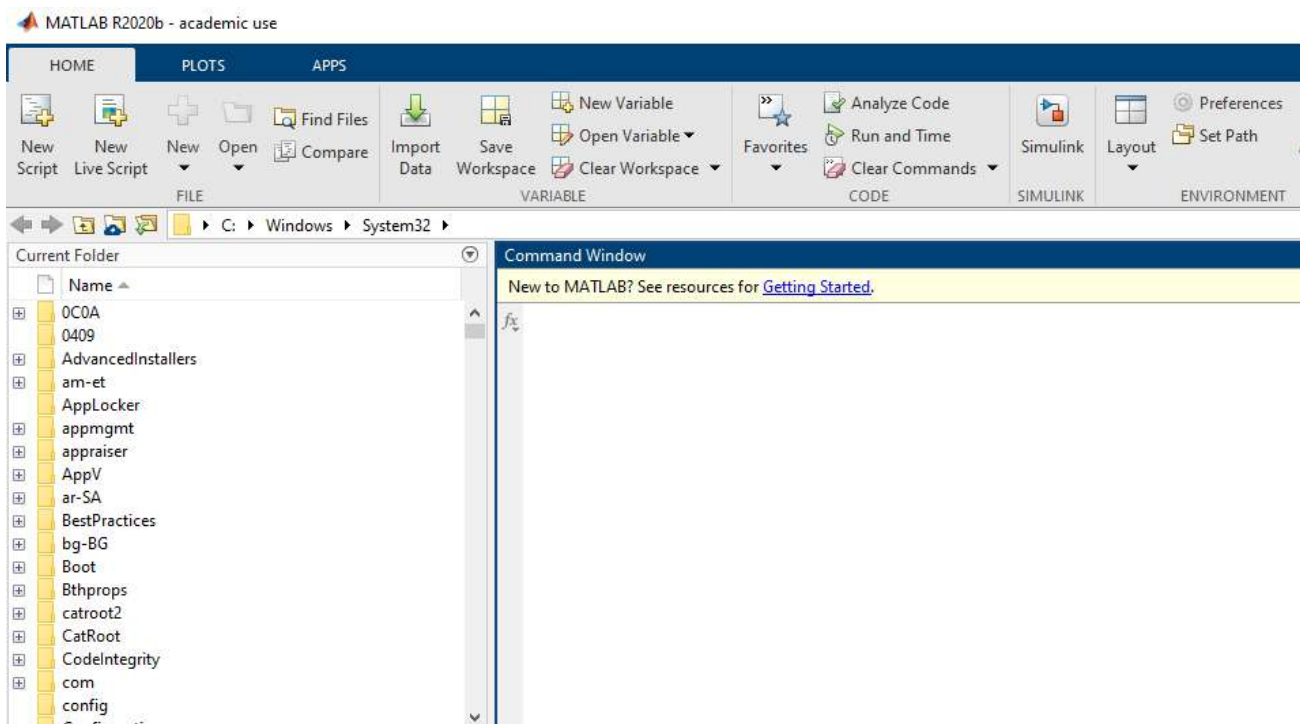 MATLAB R2020b - academic use
HOME PLOTS APPS
New Script
New Live Script
New
Open
Find Files
Compare
FILE
Import Data
Save Workspace
New Variable
Open Variable
Clear Workspace
VARIABLE
Favorites
Analyze Code
Run and Time
Clear Commands
CODE
Simulink
SIMULINK
Layout
Preferences
Set Path
ENVIRONMENT
C: Windows System32
Current Folder
Name
0C0A
0409
AdvancedInstallers
am-et
AppLocker
appmgmt
appraiser
AppV
ar-SA
BestPractices
bg-BG
Boot
Bthprops
catroot2
CatRoot
CodeIntegrity
com
config
Command Window
New to MATLAB? See resources for Getting Started.
fx